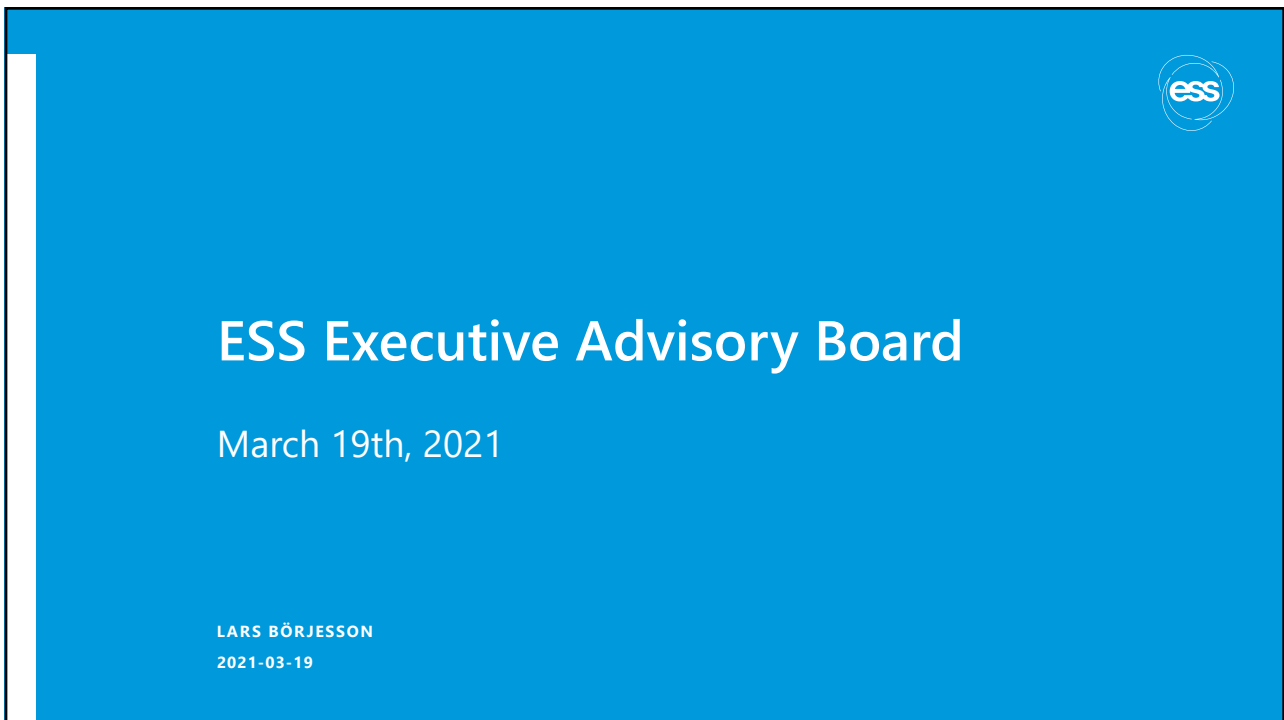 ess
ESS Executive Advisory Board
March 19th, 2021
LARS BÖRJESSON
2021-03-19